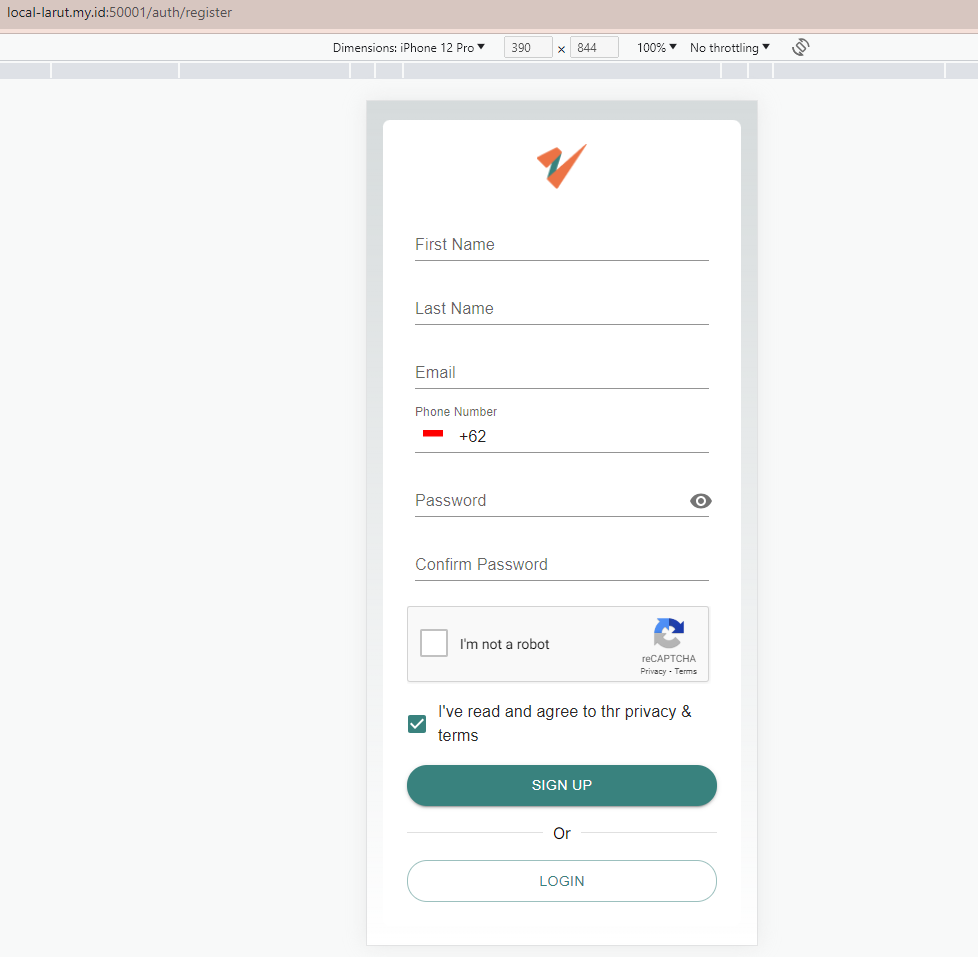 local-larut.my.id:50001/auth/register
Dimensions: iPhone 12 Pro 390 x 844 100% No throttling
First Name
Last Name
Email
Phone Number
+62
Password
Confirm Password
I'm not a robot
reCAPTCHA
Privacy - Terms
I've read and agree to thr privacy &
terms
SIGN UP
Or
LOGIN